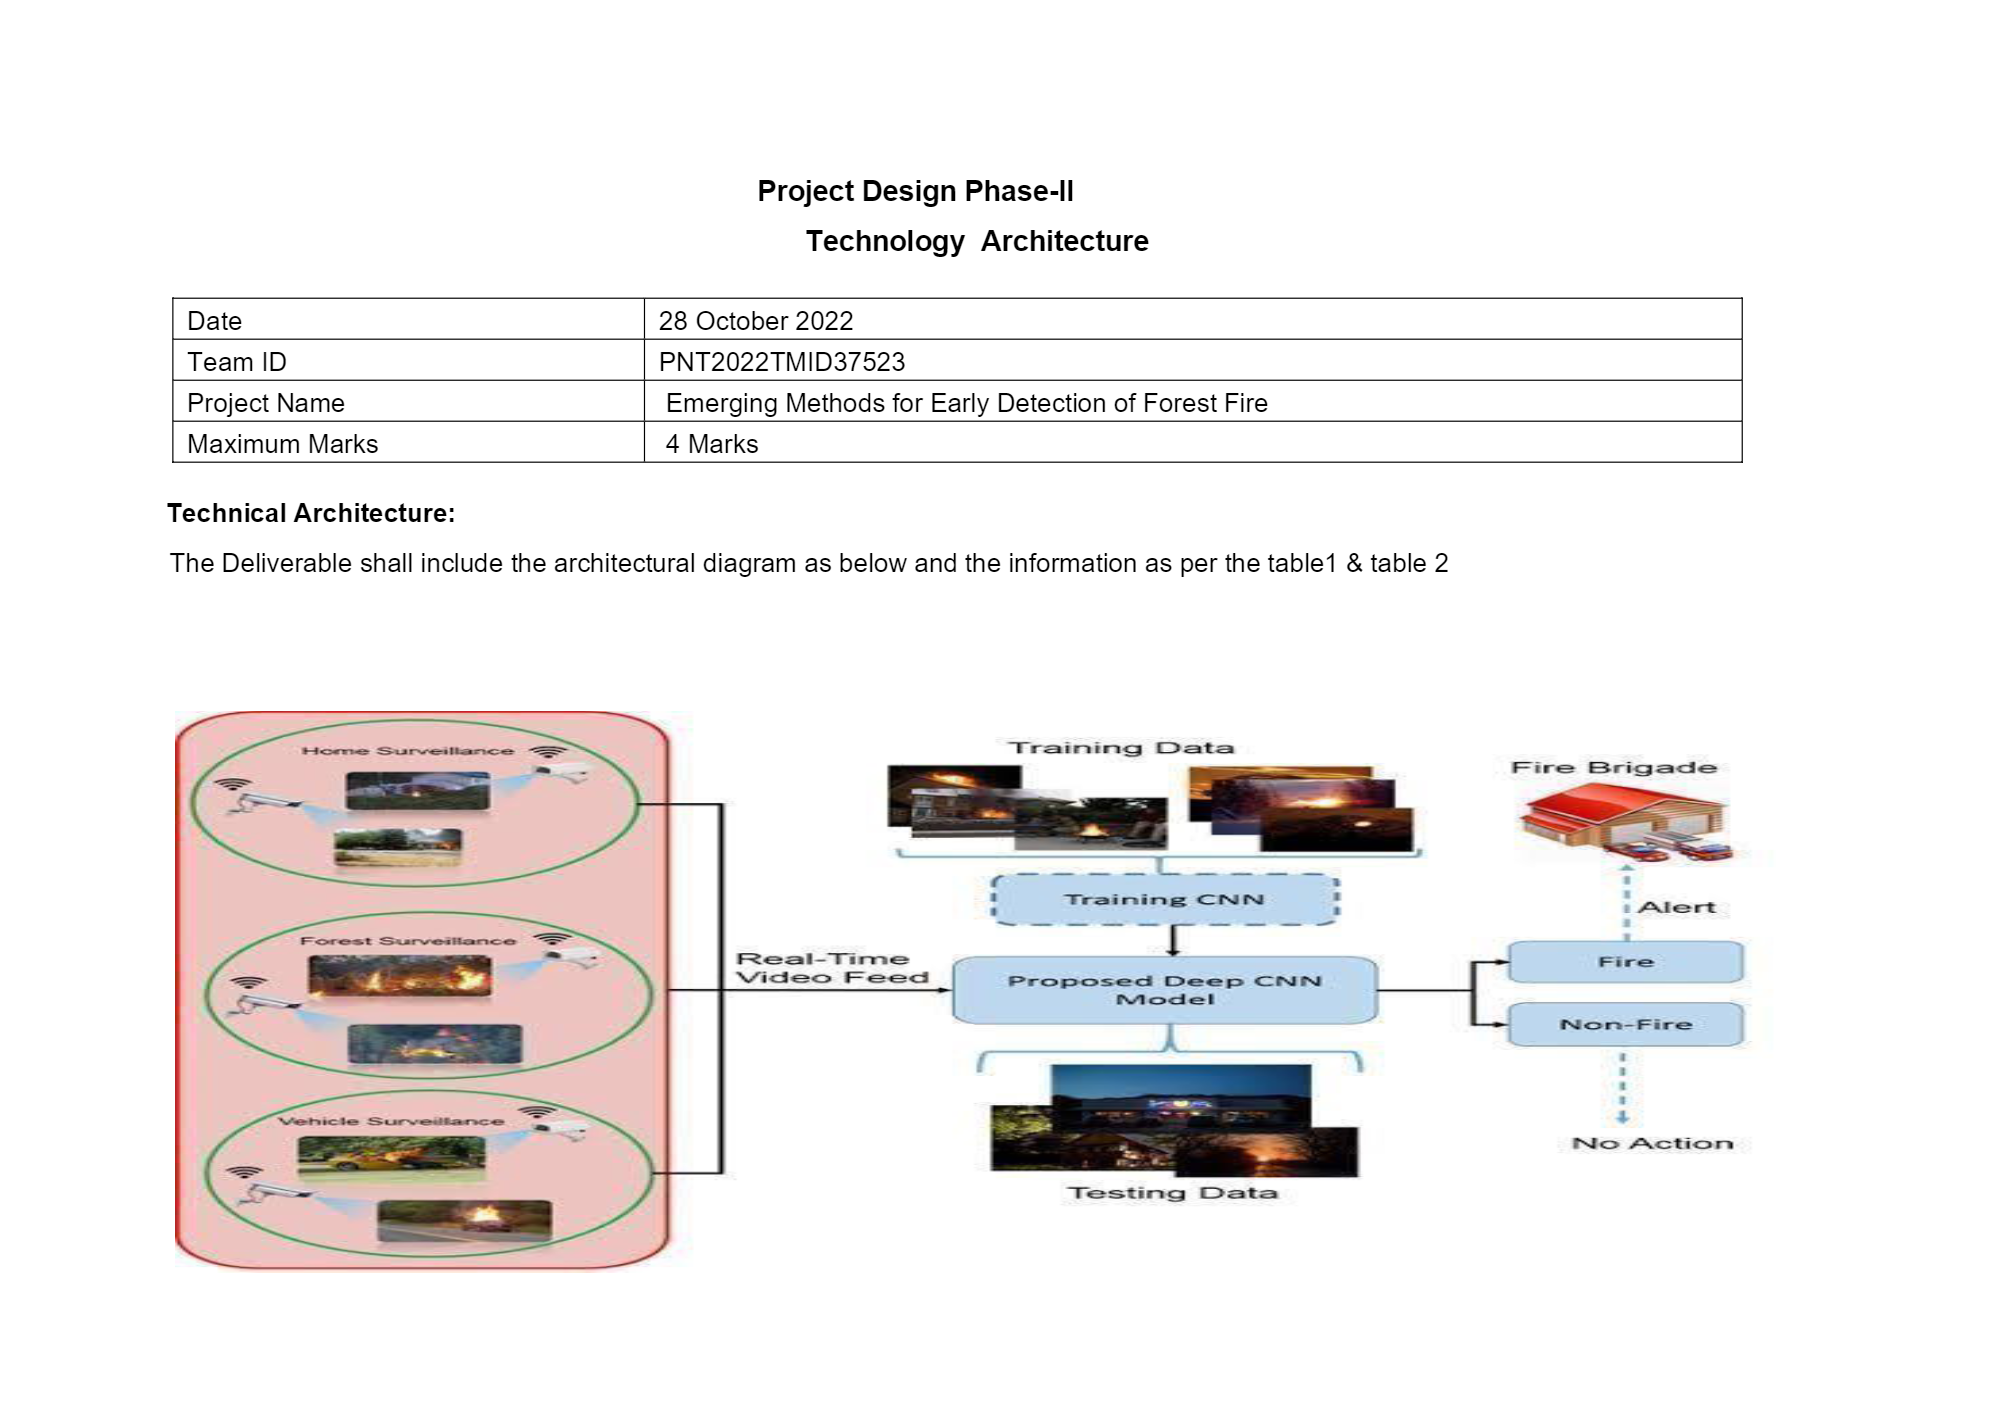 Project Design Phase-II
Technology Architecture
Date 28 October 2022
Team ID PNT2022TMID37523
Project Name Emerging Methods for Early Detection of Forest Fire
Maximum Marks 4 Marks
Technical Architecture:
The Deliverable shall include the architectural diagram as below and the information as per the table1 & table 2
Home Surveillance
Forest Surveillance
Vehicle Surveillance
Real-Time
Video Feed
Training Data
Training CNN
Proposed Deep CNN
Model
Testing Data
Fire Brigade
Alert
Fire
Non-Fire
No Action